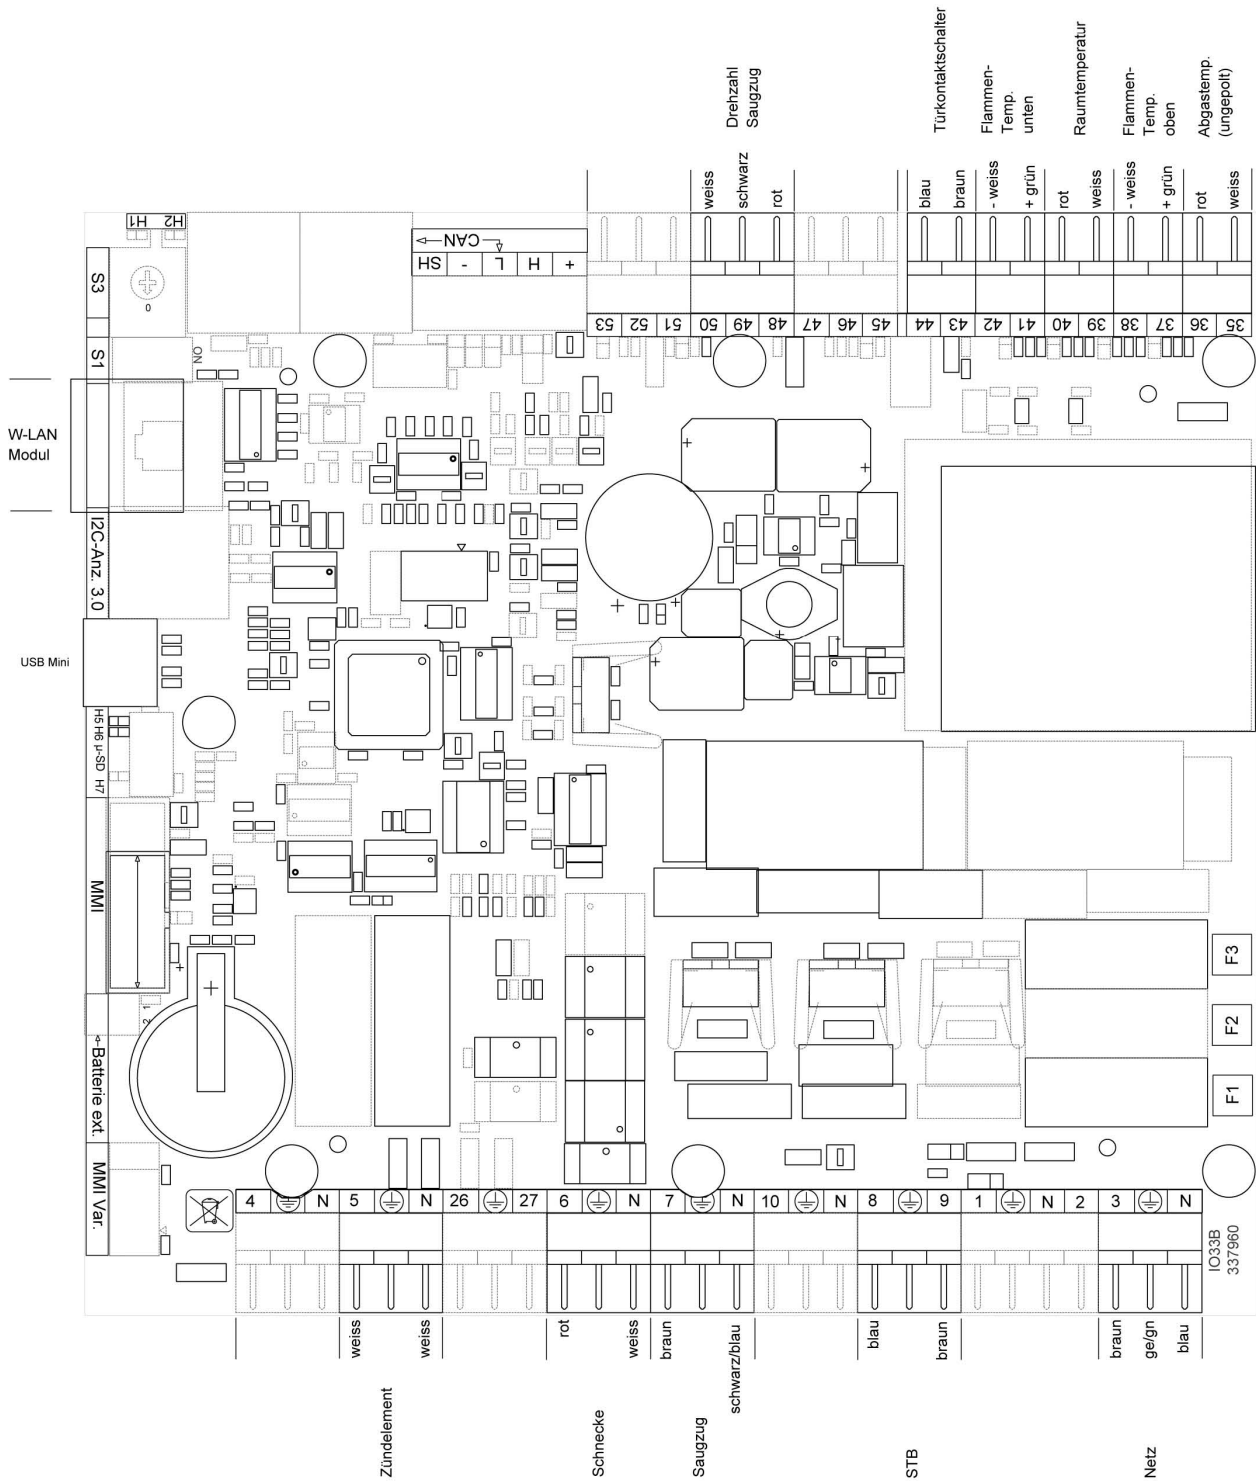 Drehzahl
Saugzug
Türkontaktschalter
Flammen-
Temp.
unten
Raumtemperatur
Flammen-
Temp.
oben
Abgastemp.
(ungepolt)
weiss
schwarz
rot
blau
braun
- weiss
+ grün
rot
weiss
- weiss
+ grün
rot
weiss
H1
H2
S3
0
CAN
SH
-
L
H
+
53
52
51
50
49
48
47
46
45
44
43
42
41
40
39
38
37
36
35
S1
ON
W-LAN
Modul
I2C-Anz. 3.0
USB Mini
H5 H6 µ-SD H7
MMI
2 1
Batterie ext.
MMI Var.
F3
F2
F1
4
N
5
N
26
27
6
N
7
N
10
N
8
9
1
N
2
3
N
IO33B
337960
weiss
weiss
rot
weiss
braun
schwarz/blau
blau
braun
braun
ge/gn
blau
Zündelement
Schnecke
Saugzug
STB
Netz